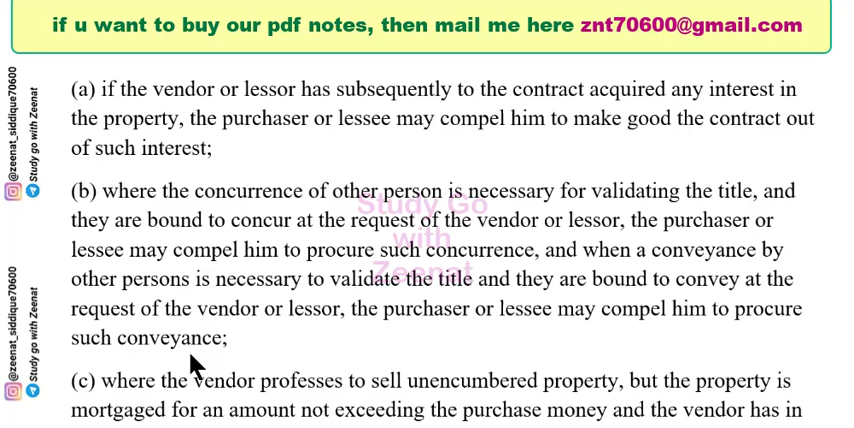 if u want to buy our pdf notes, then mail me here znt70600@gmail.com
(a) if the vendor or lessor has subsequently to the contract acquired any interest in
the property, the purchaser or lessee may compel him to make good the contract out
of such interest;
(b) where the concurrence of other person is necessary for validating the title, and
they are bound to concur at the request of the vendor or lessor, the purchaser or
lessee may compel him to procure such concurrence, and when a conveyance by
other persons is necessary to validate the title and they are bound to convey at the
request of the vendor or lessor, the purchaser or lessee may compel him to procure
such conveyance;
(c) where the vendor professes to sell unencumbered property, but the property is
mortgaged for an amount not exceeding the purchase money and the vendor has in
Study Go
with
Zeenat
@zeenat_siddique70600
Study go with Zeenat
@zeenat_siddique70600
Study go with Zeenat